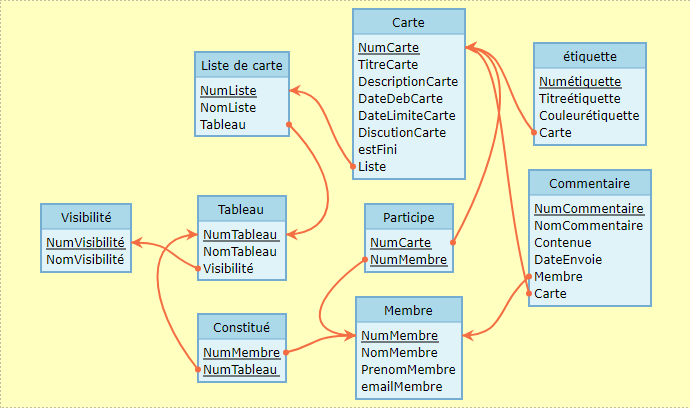 Carte
NumCarte
TitreCarte
DescriptionCarte
DateDebCarte
DateLimiteCarte
DiscutionCarte
estFini
Liste
étiquette
Numétiquette
Titreétiquette
Couleurétiquette
Carte
Liste de carte
NumListe
NomListe
Tableau
Commentaire
NumCommentaire
NomCommentaire
Contenue
DateEnvoie
Membre
Carte
Visibilité
NumVisibilité
NomVisibilité
Tableau
NumTableau
NomTableau
Visibilité
Participe
NumCarte
NumMembre
Constitué
NumMembre
NumTableau
Membre
NumMembre
NomMembre
PrenomMembre
emailMembre